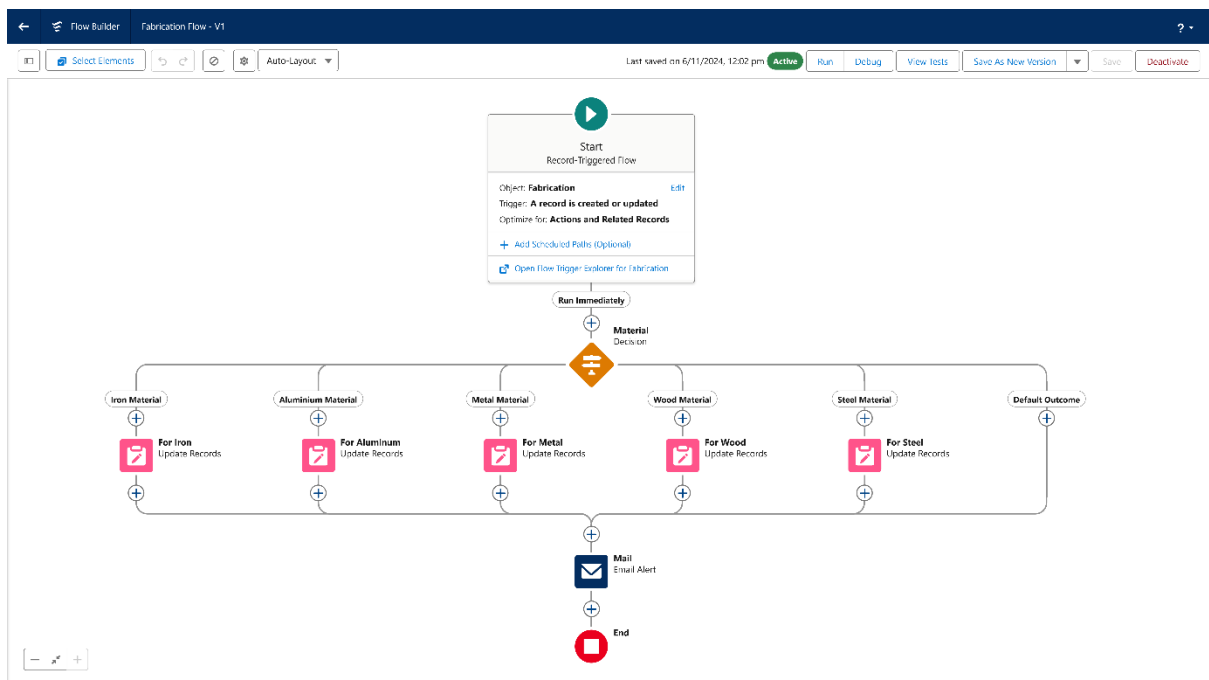 Flow Builder Fabrication Flow - V1 ?
Select Elements Auto-Layout Last saved on 6/11/2024, 12:02 pm Active Run Debug View Tests Save As New Version Save Deactivate
Start
Record-Triggered Flow
Object: Fabrication Edit
Trigger: A record is created or updated
Optimize for: Actions and Related Records
+ Add Scheduled Paths (Optional)
Open Flow Trigger Explorer for Fabrication
Run Immediately
Material
Decision
Iron Material Aluminium Material Metal Material Wood Material Steel Material Default Outcome
For Iron For Aluminum For Metal For Wood For Steel
Update Records Update Records Update Records Update Records Update Records
Mail
Email Alert
End